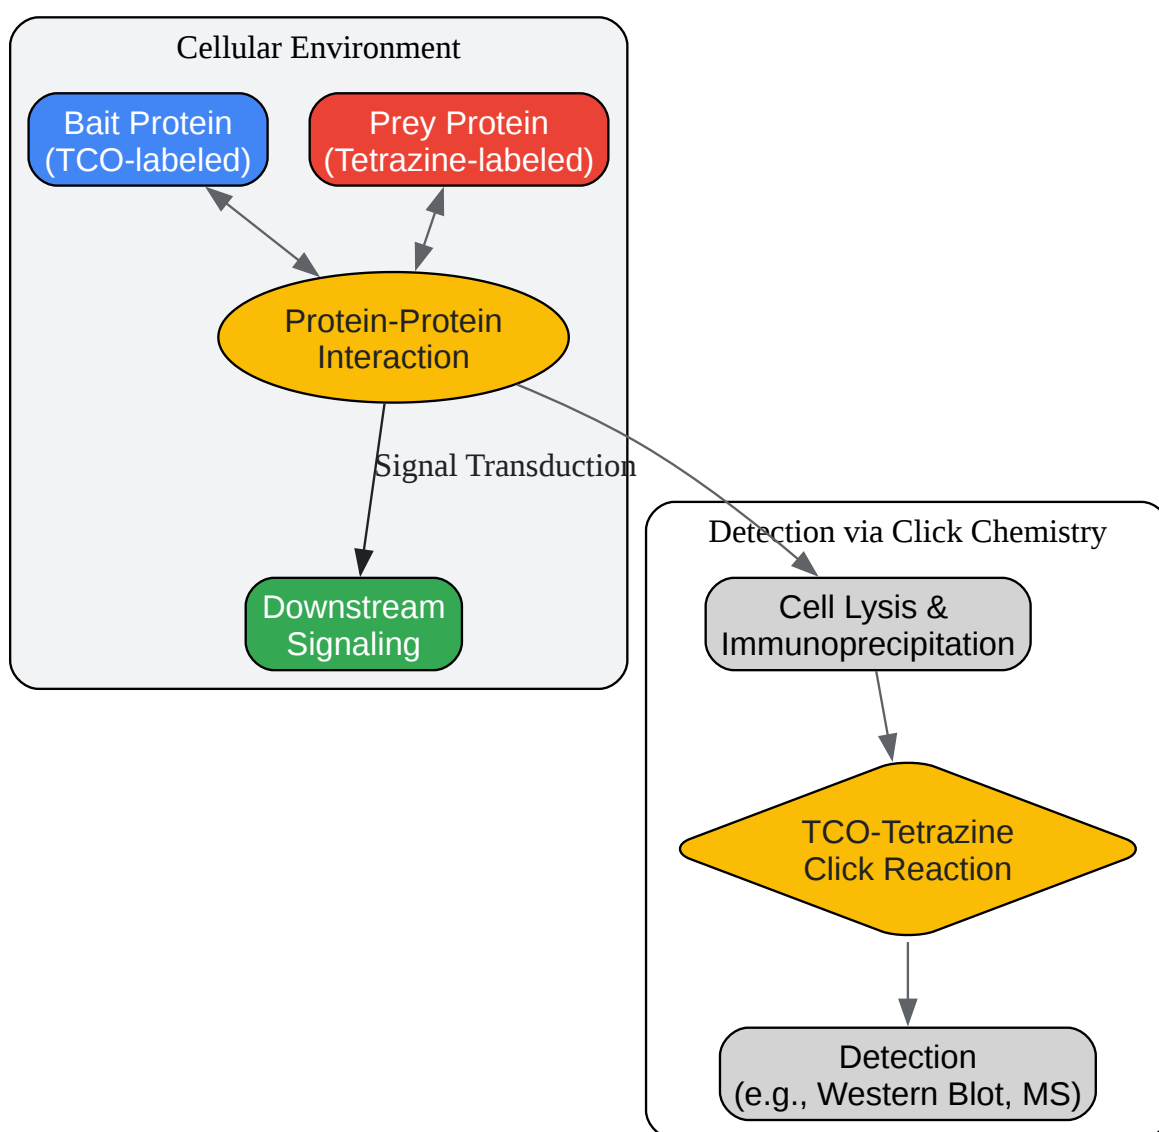 Cellular Environment
Bait Protein
(TCO-labeled)
Prey Protein
(Tetrazine-labeled)
Protein-Protein
Interaction
Signal Transduction
Downstream
Signaling
Detection via Click Chemistry
Cell Lysis &
Immunoprecipitation
TCO-Tetrazine
Click Reaction
Detection
(e.g., Western Blot, MS)